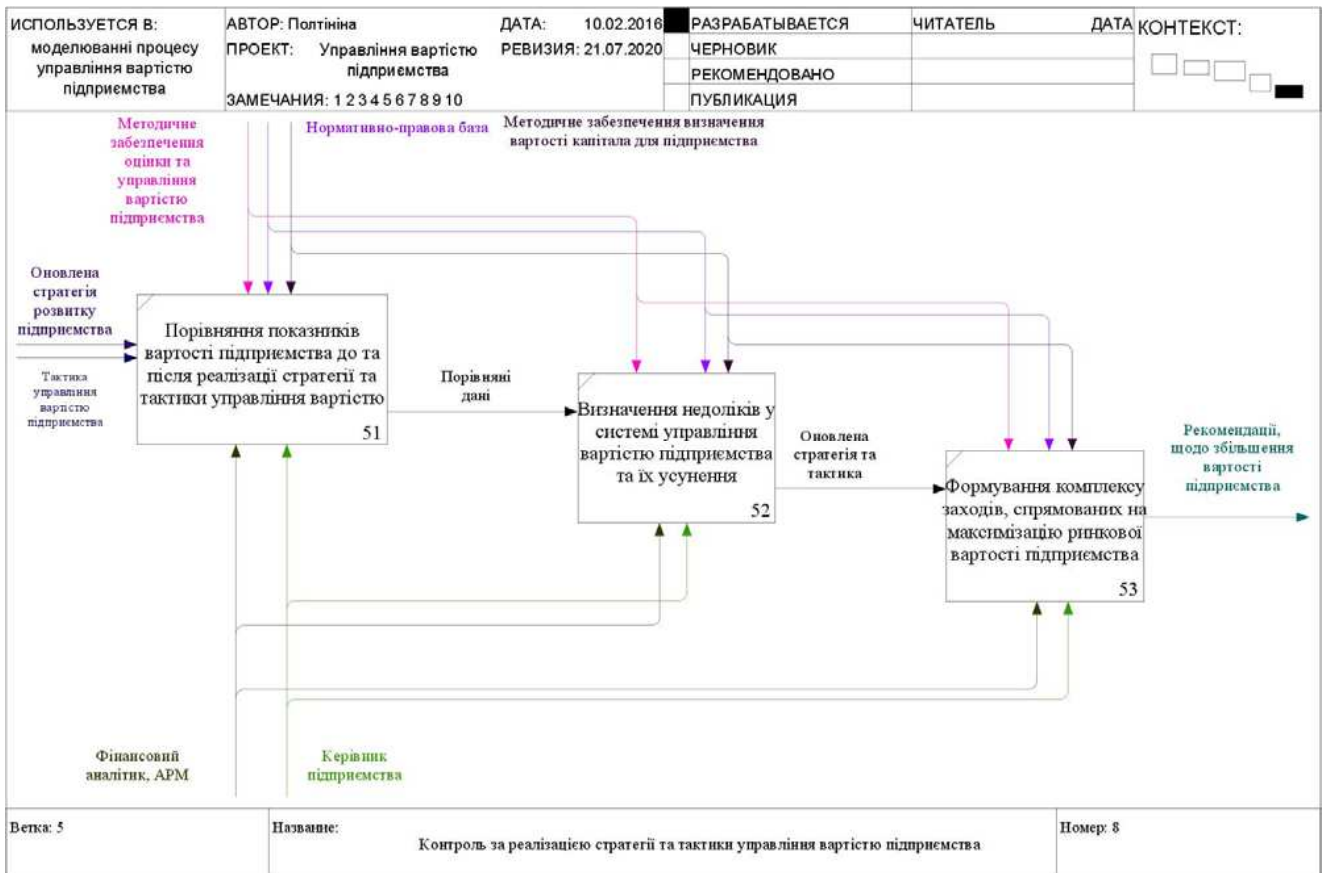 ИСПОЛЬЗУЕТСЯ В:
моделюванні процесу
управління вартістю
підприємства
АВТОР: Полтініна
ДАТА: 10.02.2016
ПРОЕКТ: Управління вартістю
підприємства
РЕВИЗИЯ: 21.07.2020
ЗАМЕЧАНИЯ: 1 2 3 4 5 6 7 8 9 10
РАЗРАБАТЫВАЕТСЯ
ЧЕРНОВИК
РЕКОМЕНДОВАНО
ПУБЛИКАЦИЯ
ЧИТАТЕЛЬ
ДАТА
КОНТЕКСТ:
Методичне
забезпечення
оцінки та
управління
вартістю
підприємства
Нормативно-правова база
Методичне забезпечення визначення
вартості капітала для підприємства
Оновлена
стратегія
розвитку
підприємства
Тактика
управління
вартістю
підприємства
Порівняння показників
вартості підприємства до та
після реалізації стратегії та
тактики управління вартістю
51
Порівняні
дані
Визначення недоліків у
системі управління
вартістю підприємства
та їх усунення
52
Оновлена
стратегія та
тактика
Формування комплексу
заходів, спрямованих на
максимізацію ринкової
вартості підприємства
53
Рекомендації,
щодо збільшення
вартості
підприємства
Фінансовий
аналітик, АРМ
Керівник
підприємства
Ветка: 5
Название:
Контроль за реалізацією стратегії та тактики управління вартістю підприємства
Номер: 8